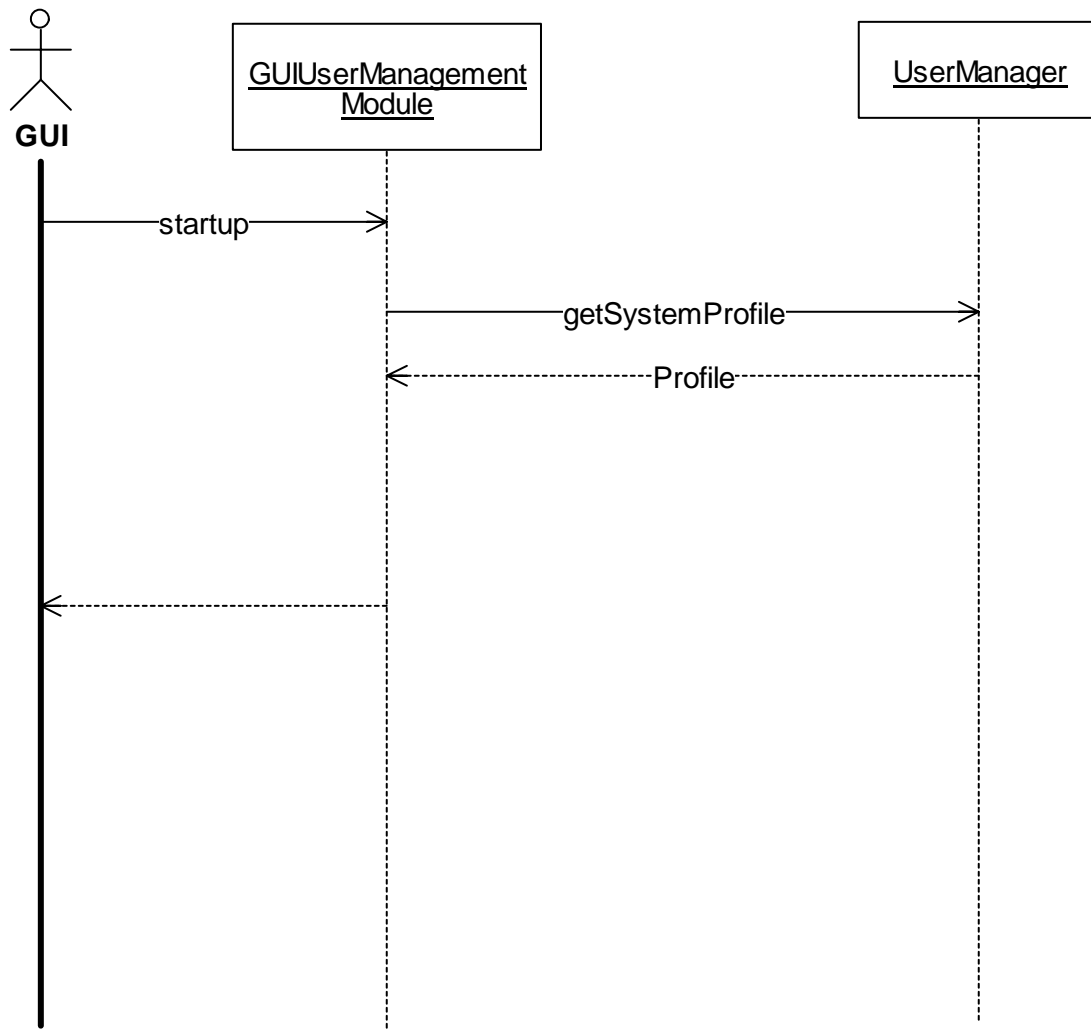 GUI
GUIUserManagement
Module
UserManager
startup
getSystemProfile
Profile